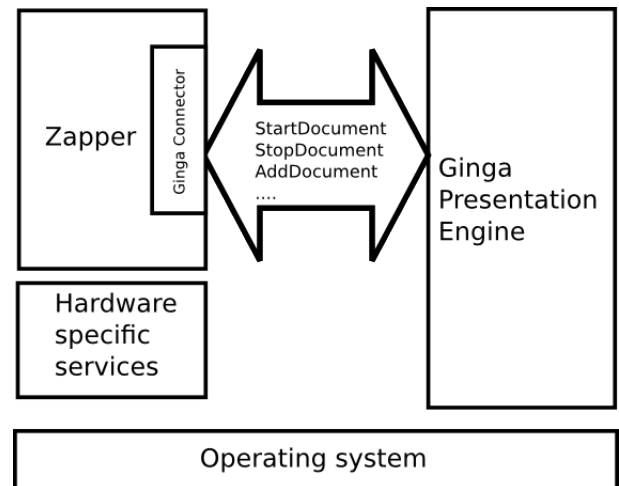 Zapper
Ginga Connector
StartDocument
StopDocument
AddDocument
....
Ginga
Presentation
Engine
Hardware
specific
services
Operating system